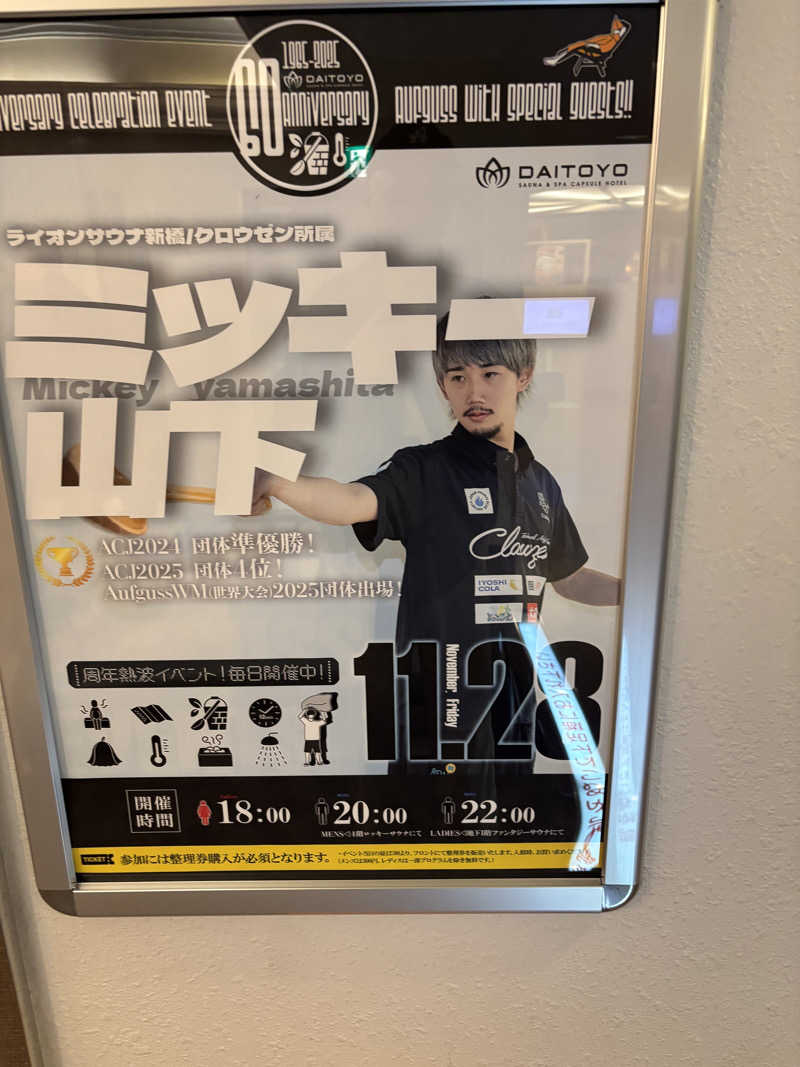 1965-2025
DAITOYO
60
Anniversary
versary celebration event
Aufguss with special guests!!
DAITOYO
SAUNA & SPA CAPSULE HOTEL
ライオンサウナ新橋/クロウゼン所属
ミッキー
Mickey yamashita
山下
ACJ2024 団体準優勝!
ACJ2025 団体4位!
AufgussWM(世界大会)2025団体出場!
IYOSHI
COLA
周年熱波イベント!毎日開催中!
11.28
November, Friday
開催
時間
18:00
20:00
22:00
MENS◁4階ロッキーサウナにて
LADIES◁地下1階ファンタジーサウナにて
TICKET
参加には整理券購入が必須となります。